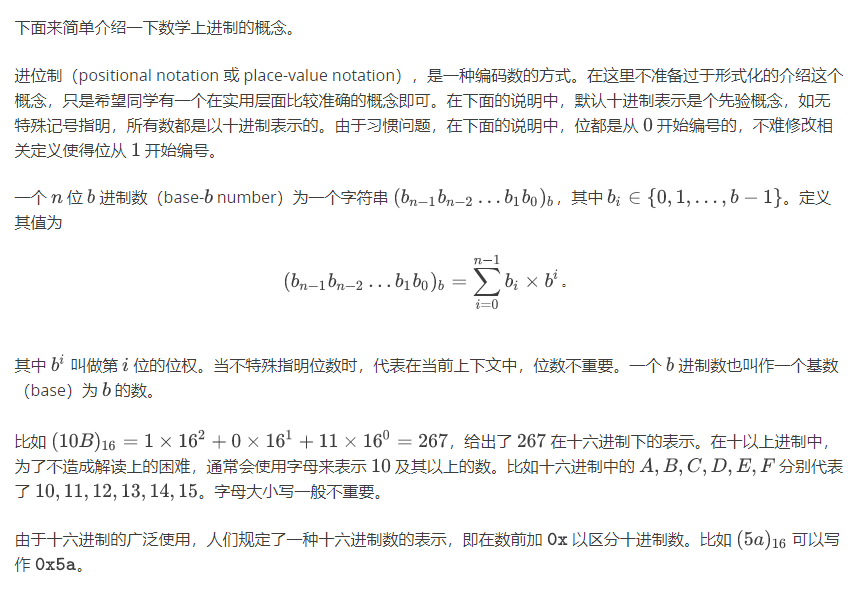 下面来简单介绍一下数学上进制的概念。
进位制（positional notation 或 place-value notation），是一种编码数的方式。在这里不准备过于形式化的介绍这个
概念，只是希望同学有一个在实用层面比较准确的概念即可。在下面的说明中，默认十进制表示是个先验概念，如无
特殊记号指明，所有数都是以十进制表示的。由于习惯问题，在下面的说明中，位都是从 0 开始编号的，不难修改相
关定义使得位从 1 开始编号。
一个 n 位 b 进制数（base-b number）为一个字符串 (b_{n−1}b_{n−2}…b_1b_0)_b，其中 b_i ∈ {0, 1, …, b − 1}。定义
其值为
(b_{n−1}b_{n−2}…b_1b_0)_b = \sum_{i=0}^{n−1} b_i × b^i。
其中 b^i 叫做第 i 位的位权。当不特殊指明位数时，代表在当前上下文中，位数不重要。一个 b 进制数也叫作一个基数
（base）为 b 的数。
比如 (10B)_{16} = 1 × 16^2 + 0 × 16^1 + 11 × 16^0 = 267，给出了 267 在十六进制下的表示。在十以上进制中，
为了不造成解读上的困难，通常会使用字母来表示 10 及其以上的数。比如十六进制中的 A, B, C, D, E, F 分别代表
了 10, 11, 12, 13, 14, 15。字母大小写一般不重要。
由于十六进制的广泛使用，人们规定了一种十六进制数的表示，即在数前加 0x 以区分十进制数。比如 (5a)_{16} 可以写
作 0x5a。